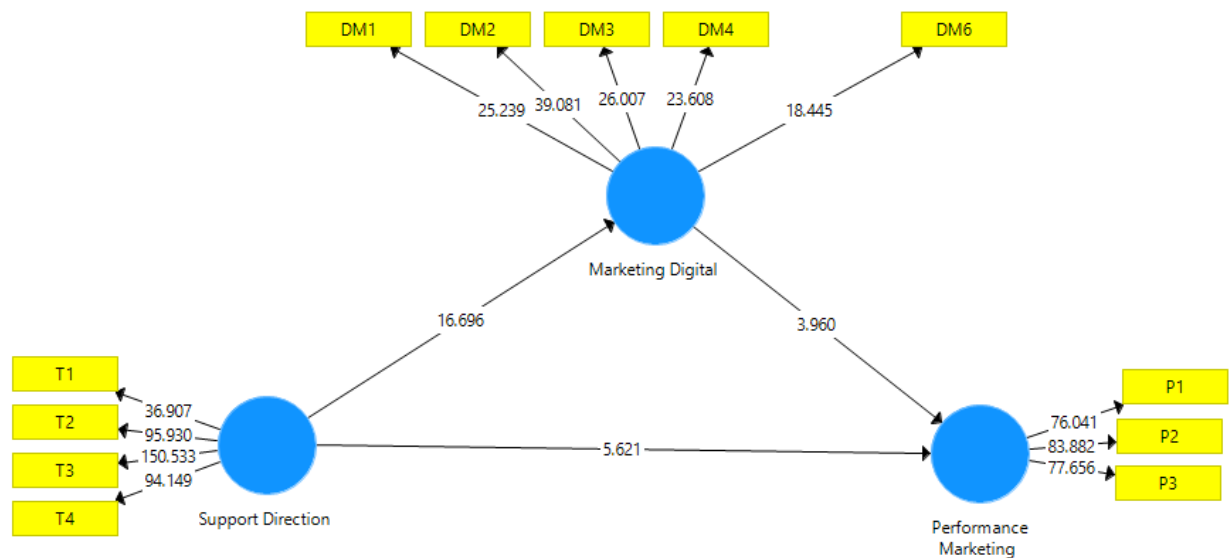 DM1 DM2 DM3 DM4 DM6
25.239 39.081 26.007 23.608 18.445
Marketing Digital
16.696 3.960
T1
T2
T3
T4
36.907
95.930
150.533
94.149
Support Direction
5.621
P1
P2
P3
76.041
83.882
77.656
Performance
Marketing